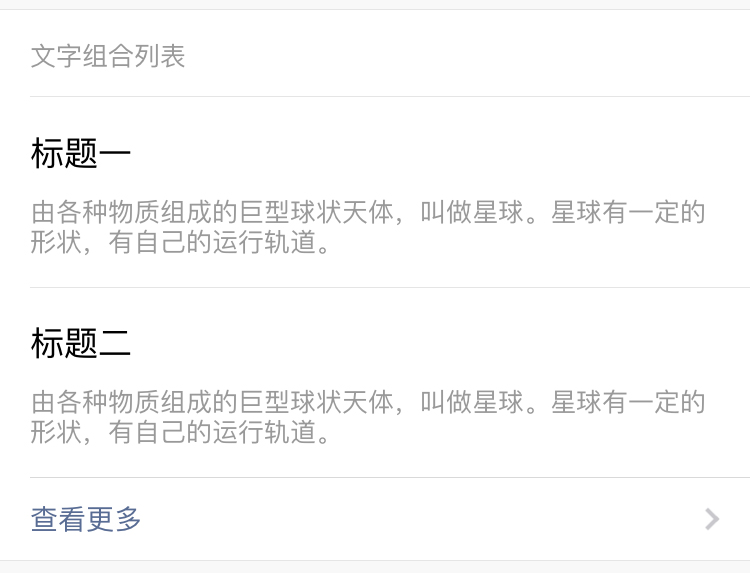 文字组合列表
标题一
由各种物质组成的巨型球状天体，叫做星球。星球有一定的
形状，有自己的运行轨道。
标题二
由各种物质组成的巨型球状天体，叫做星球。星球有一定的
形状，有自己的运行轨道。
查看更多